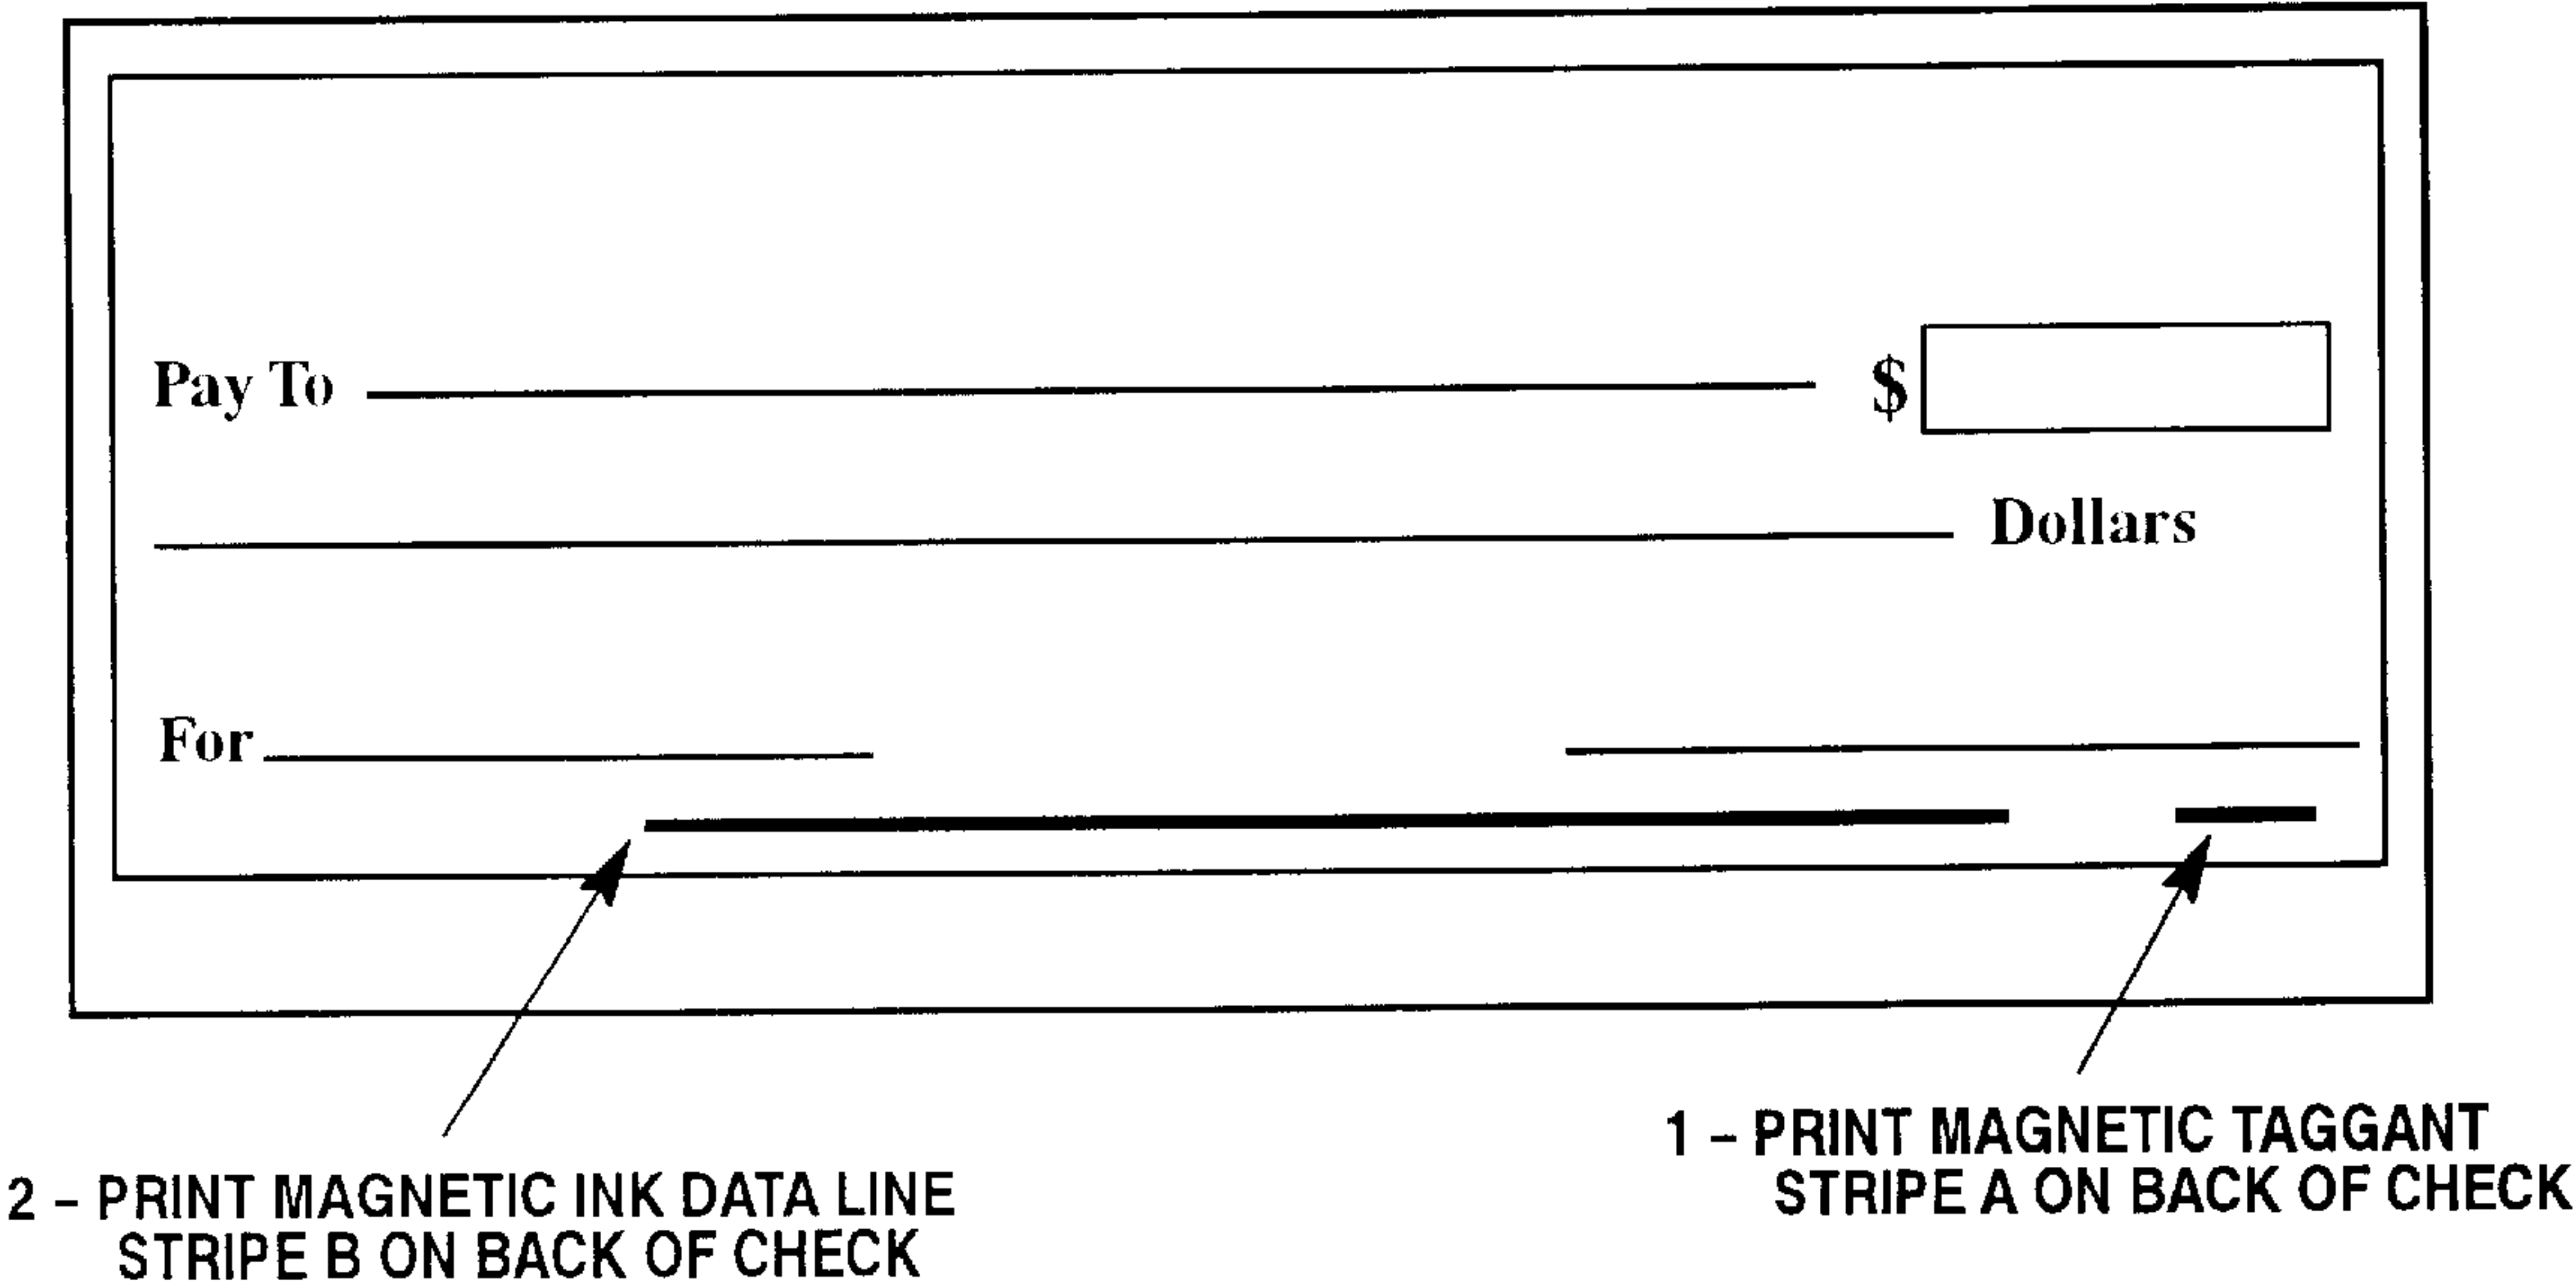 Pay To $
Dollars
For
1 – PRINT MAGNETIC TAGGANT
STRIPE A ON BACK OF CHECK
2 – PRINT MAGNETIC INK DATA LINE
STRIPE B ON BACK OF CHECK